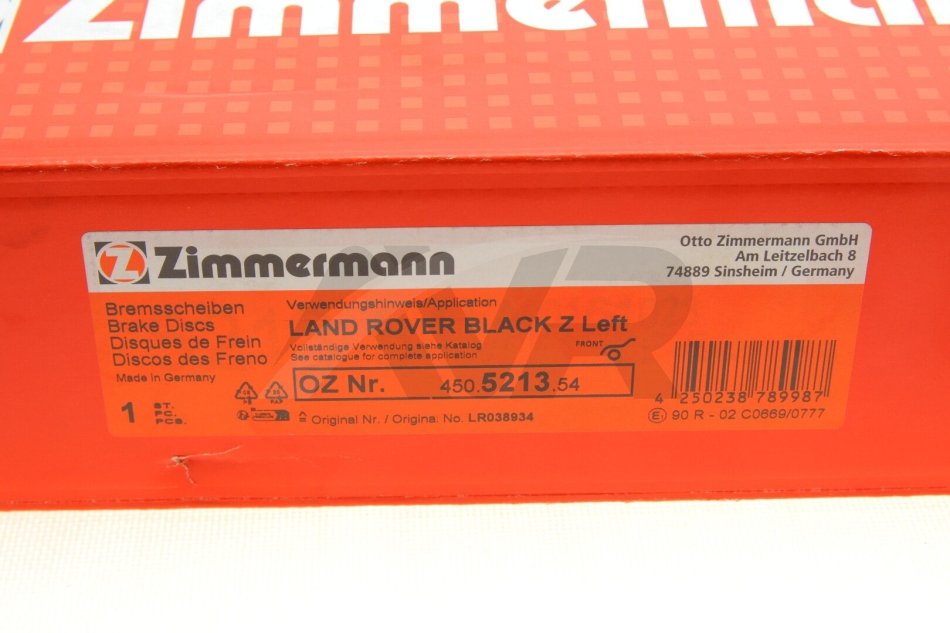 Zimmermann
Zimmermann
Otto Zimmermann GmbH
Am Leitzelbach 8
74889 Sinsheim / Germany
Bremsscheiben
Brake Discs
Disques de Frein
Discos des Freno
Made in Germany
1 ST.
PC.
PCS.
Verwendungshinweis/Application
LAND ROVER BLACK Z Left
Vollständige Verwendung siehe Katalog
See catalogue for complete application
FRONT
OZ Nr. 450.5213.54
≙ Original Nr. / Original No. LR038934
4 250238 789987
E1 90 R - 02 C0669/0777